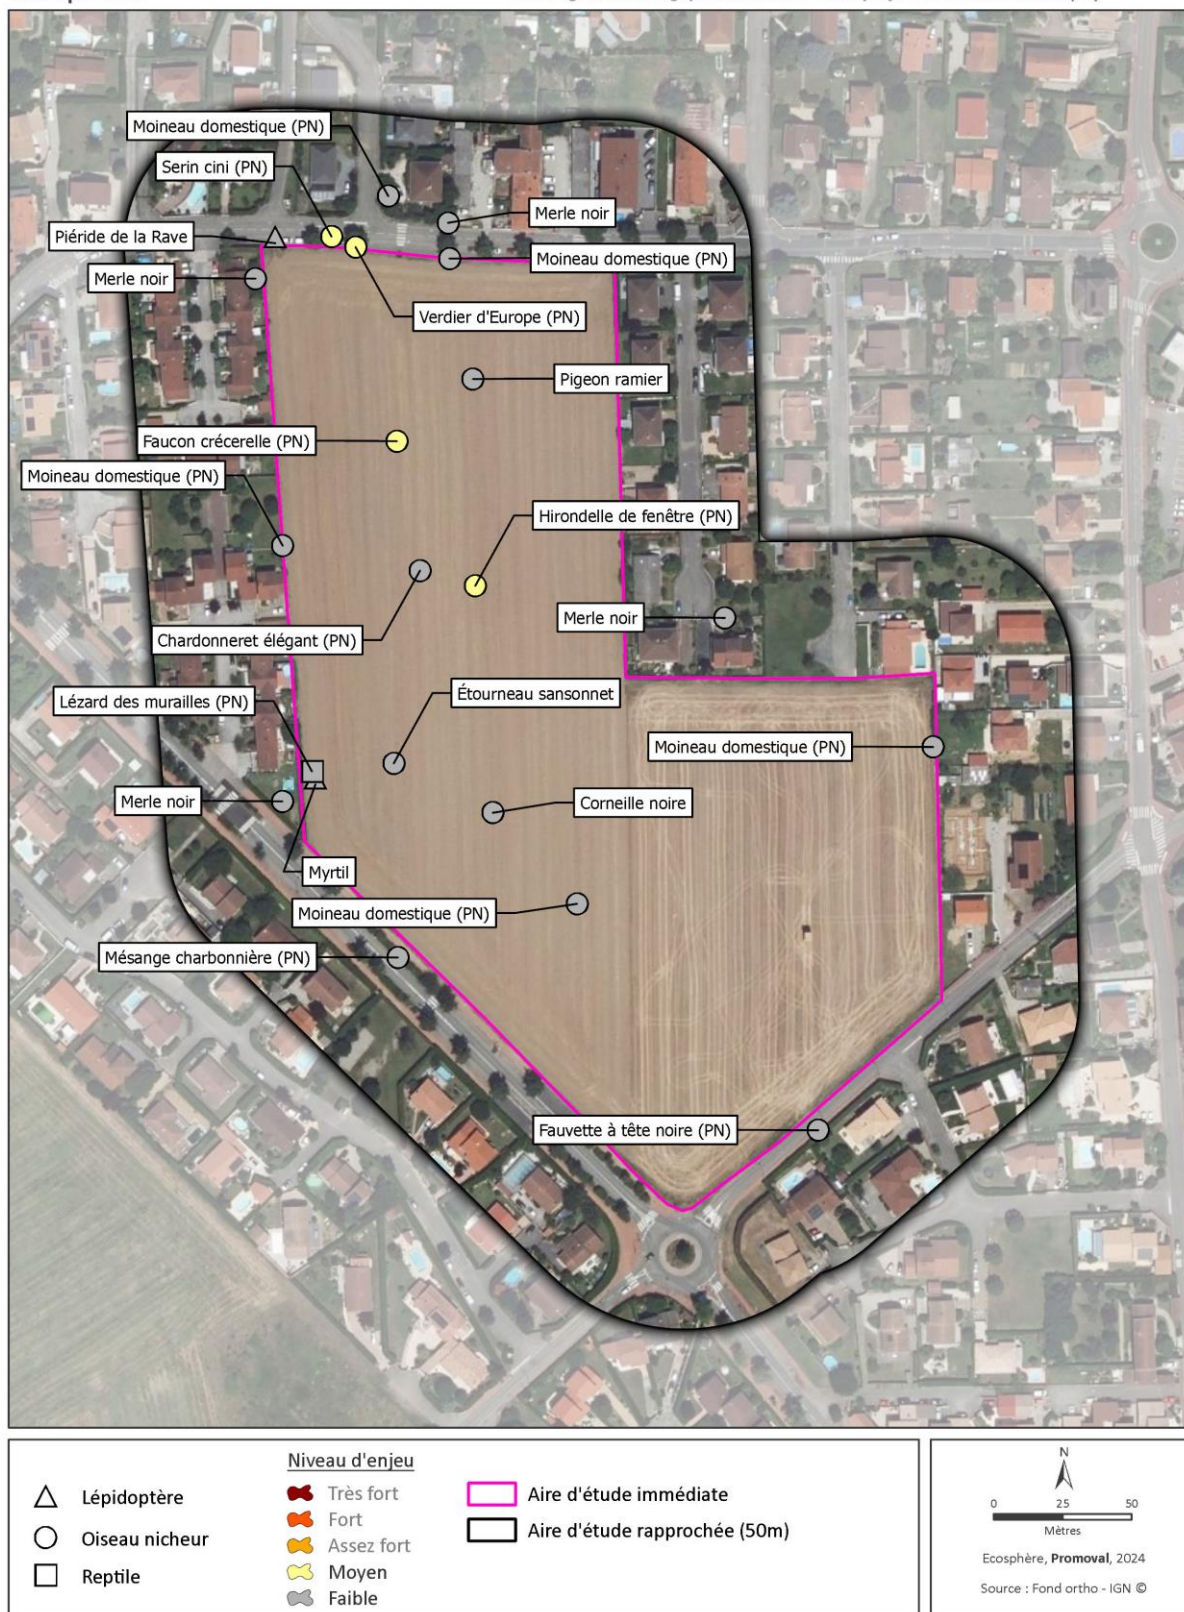 Moineau domestique (PN)
Serin cini (PN)
Merle noir
Piéride de la Rave
Moineau domestique (PN)
Merle noir
Verdier d'Europe (PN)
Pigeon ramier
Faucon crécerelle (PN)
Moineau domestique (PN)
Hirondelle de fenêtre (PN)
Merle noir
Chardonneret élégant (PN)
Étourneau sansonnet
Lézard des murailles (PN)
Moineau domestique (PN)
Merle noir
Corneille noire
Myrtil
Moineau domestique (PN)
Mésange charbonnière (PN)
Fauvette à tête noire (PN)
Lépidoptère
Oiseau nicheur
Reptile
Niveau d'enjeu
Très fort
Fort
Assez fort
Moyen
Faible
Aire d'étude immédiate
Aire d'étude rapprochée (50m)
N
0 25 50
Mètres
Ecosphère, Promoval, 2024
Source : Fond ortho - IGN ©